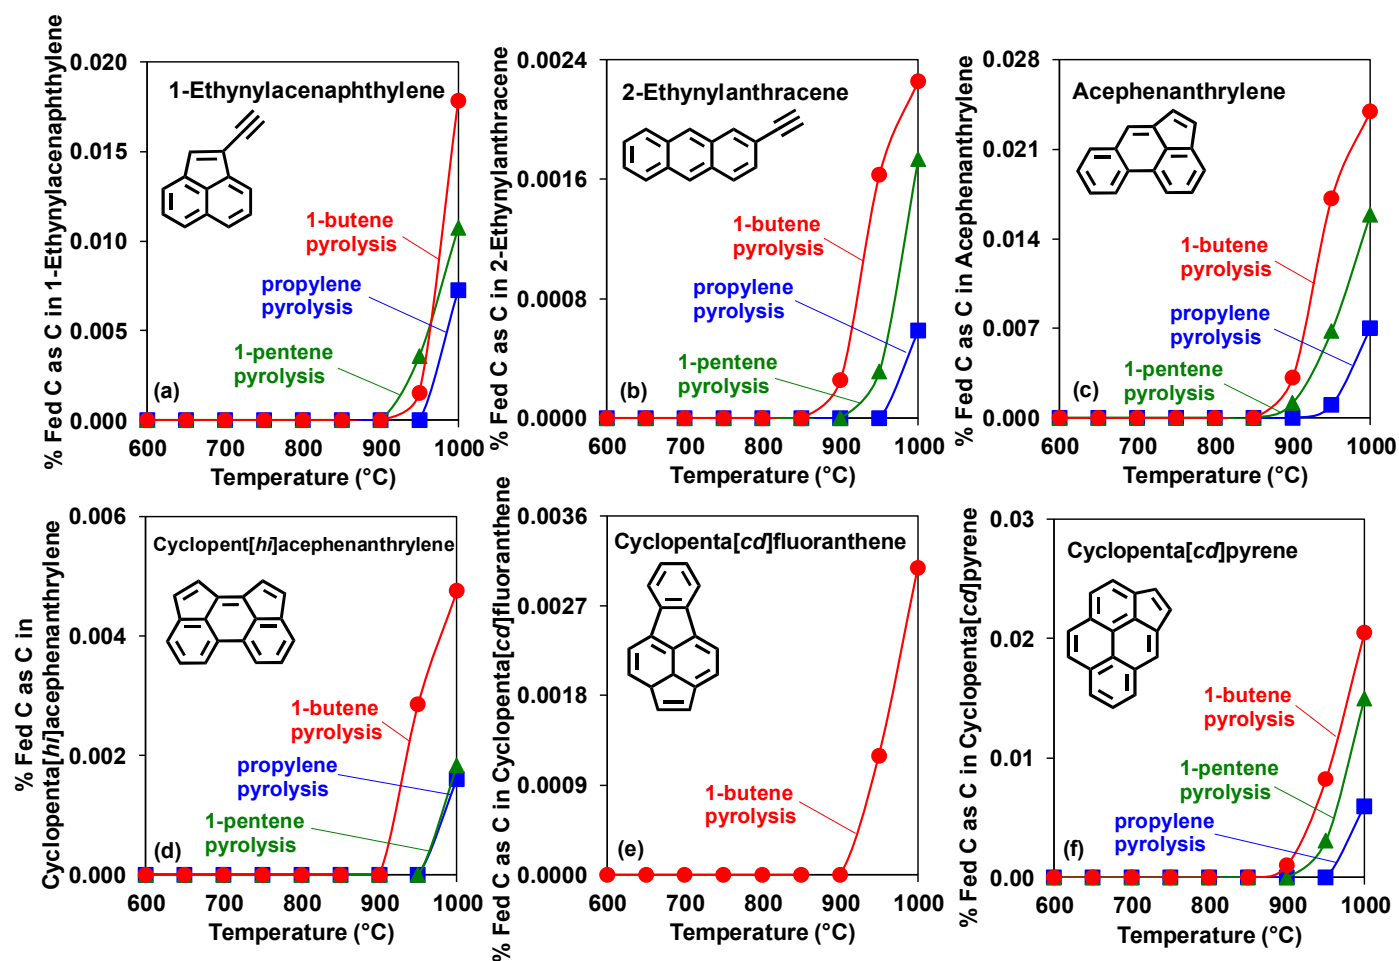 % Fed C as C in 1-Ethynylacenaphthylene
0.020
0.015
0.010
0.005
0.000
1-Ethynylacenaphthylene
1-butene
pyrolysis
propylene
pyrolysis
1-pentene
pyrolysis
(a)
600 700 800 900 1000
Temperature (°C)
% Fed C as C in 2-Ethynylanthracene
0.0024
0.0016
0.0008
0.0000
2-Ethynylanthracene
1-butene
pyrolysis
propylene
pyrolysis
1-pentene
pyrolysis
(b)
600 700 800 900 1000
Temperature (°C)
% Fed C as C in Acephenanthrylene
0.028
0.021
0.014
0.007
0.000
Acephenanthrylene
1-butene
pyrolysis
propylene
pyrolysis
1-pentene
pyrolysis
(c)
600 700 800 900 1000
Temperature (°C)
% Fed C as C in
Cyclopenta[hi]acephenanthrylene
0.006
0.004
0.002
0.000
Cyclopent[hi]acephenanthrylene
1-butene
pyrolysis
propylene
pyrolysis
1-pentene
pyrolysis
(d)
600 700 800 900 1000
Temperature (°C)
% Fed C as C in Cyclopenta[cd]fluoranthene
0.0036
0.0027
0.0018
0.0009
0.0000
Cyclopenta[cd]fluoranthene
1-butene
pyrolysis
(e)
600 700 800 900 1000
Temperature (°C)
% Fed C as C in Cyclopenta[cd]pyrene
0.03
0.02
0.01
0.00
Cyclopenta[cd]pyrene
1-butene
pyrolysis
1-pentene
pyrolysis
propylene
pyrolysis
(f)
600 700 800 900 1000
Temperature (°C)